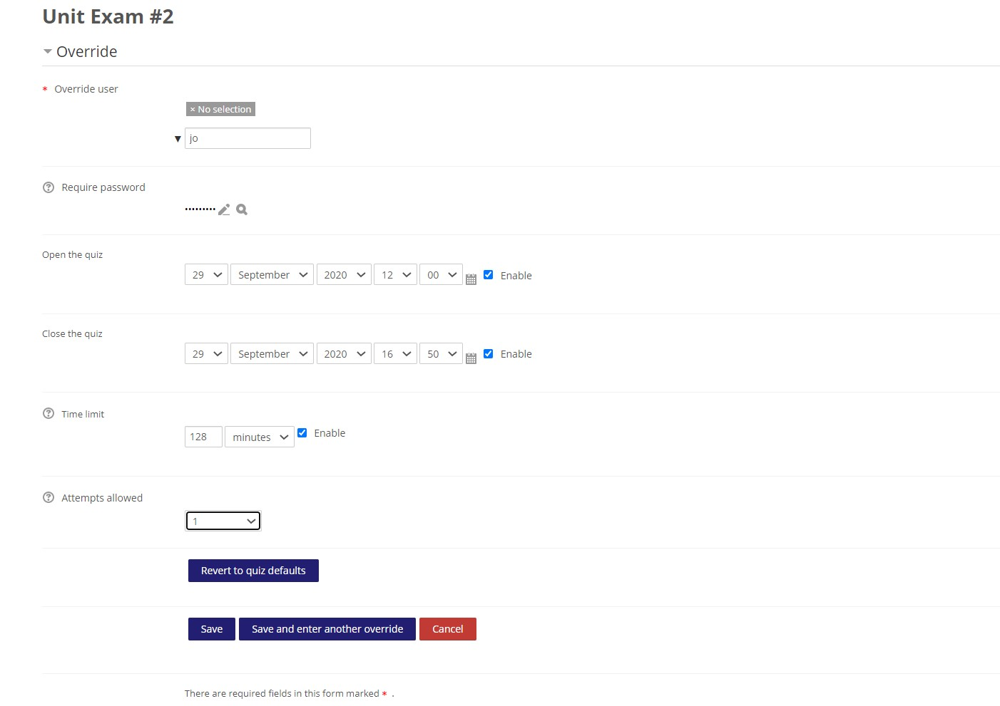 Unit Exam #2
Override
* Override user
× No selection
▼ jo
Require password
•••••••••
Open the quiz
29 September 2020 12 00 Enable
Close the quiz
29 September 2020 16 50 Enable
Time limit
128 minutes Enable
Attempts allowed
1
Revert to quiz defaults
Save Save and enter another override Cancel
There are required fields in this form marked * .